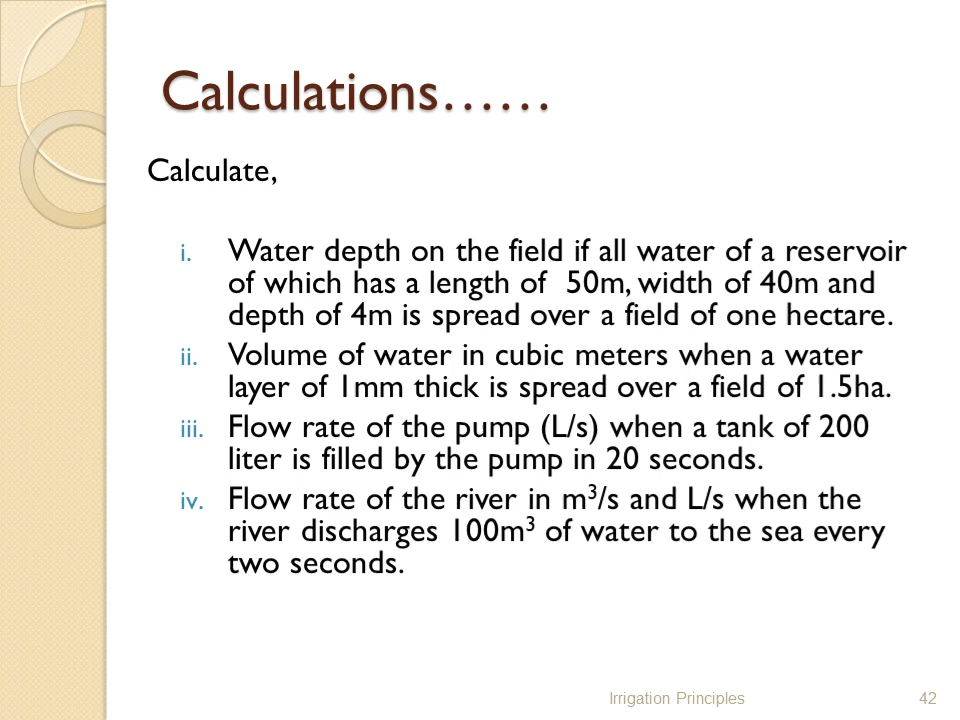 Calculations……
Calculate,
i. Water depth on the field if all water of a reservoir
of which has a length of  50m, width of 40m and
depth of 4m is spread over a field of one hectare.
ii. Volume of water in cubic meters when a water
layer of 1mm thick is spread over a field of 1.5ha.
iii. Flow rate of the pump (L/s) when a tank of 200
liter is filled by the pump in 20 seconds.
iv. Flow rate of the river in m³/s and L/s when the
river discharges 100m³ of water to the sea every
two seconds.
Irrigation Principles 42